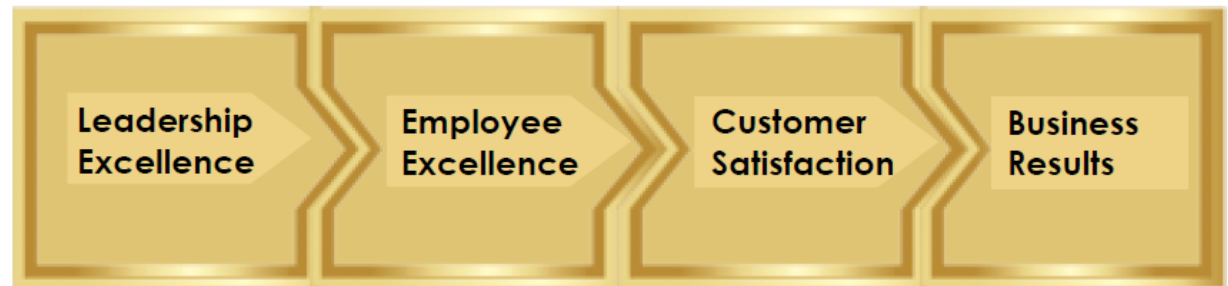 Leadership
Excellence
Employee
Excellence
Customer
Satisfaction
Business
Results